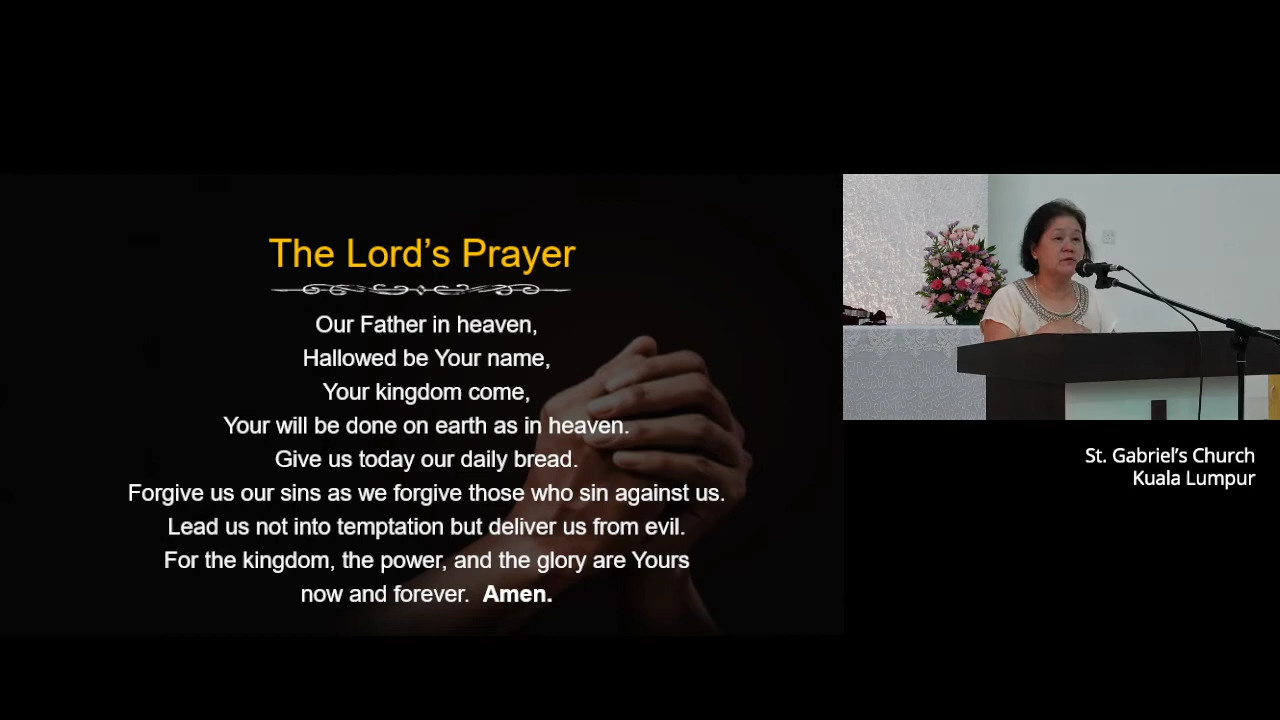 The Lord's Prayer
Our Father in heaven,
Hallowed be Your name,
Your kingdom come,
Your will be done on earth as in heaven.
Give us today our daily bread.
Forgive us our sins as we forgive those who sin against us.
Lead us not into temptation but deliver us from evil.
For the kingdom, the power, and the glory are Yours
now and forever.  Amen.
St. Gabriel's Church
Kuala Lumpur